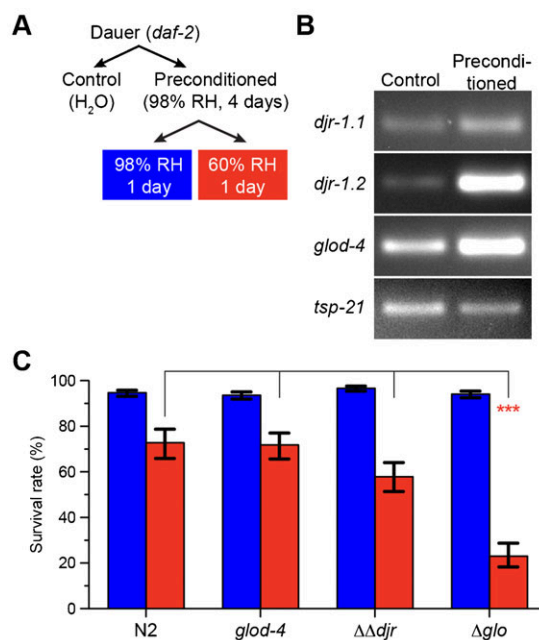 A
Dauer (daf-2)
Control
(H₂O)
Preconditioned
(98% RH, 4 days)
98% RH
1 day
60% RH
1 day
B
Control
Precondi-
tioned
djr-1.1
djr-1.2
glod-4
tsp-21
C
Survival rate (%)
100
80
60
40
20
0
***
N2
glod-4
ΔΔdjr
Δglo